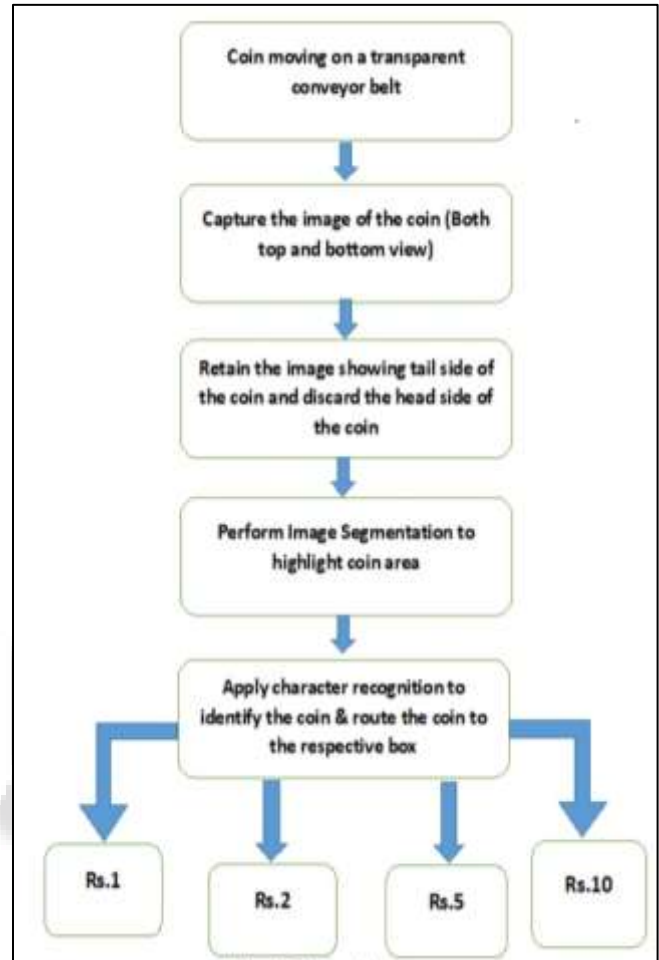 Coin moving on a transparent
conveyor belt
Capture the image of the coin (Both
top and bottom view)
Retain the image showing tail side of
the coin and discard the head side of
the coin
Perform Image Segmentation to
highlight coin area
Apply character recognition to
identify the coin & route the coin to
the respective box
Rs.1
Rs.2
Rs.5
Rs.10